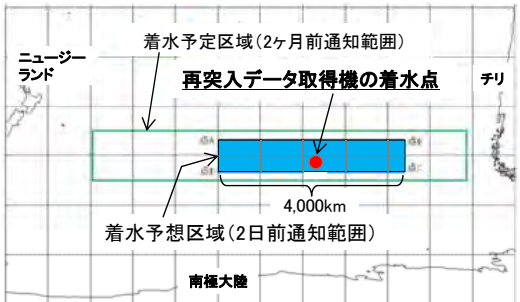 着水予定区域(2ヶ月前通知範囲)
ニュージー
ランド
再突入データ取得機の着水点
チリ
4,000km
着水予想区域(2日前通知範囲)
南極大陸